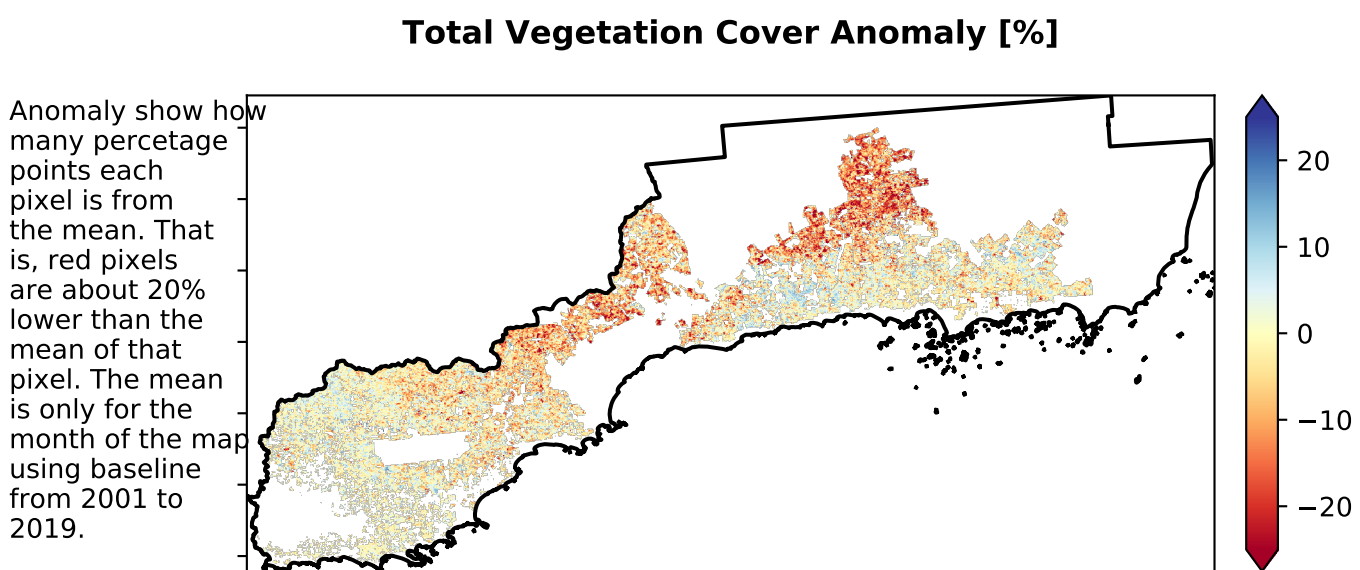 Total Vegetation Cover Anomaly [%]
Anomaly show how
many percetage
points each
pixel is from
the mean. That
is, red pixels
are about 20%
lower than the
mean of that
pixel. The mean
is only for the
month of the map
using baseline
from 2001 to
2019.
20
10
0
−10
−20